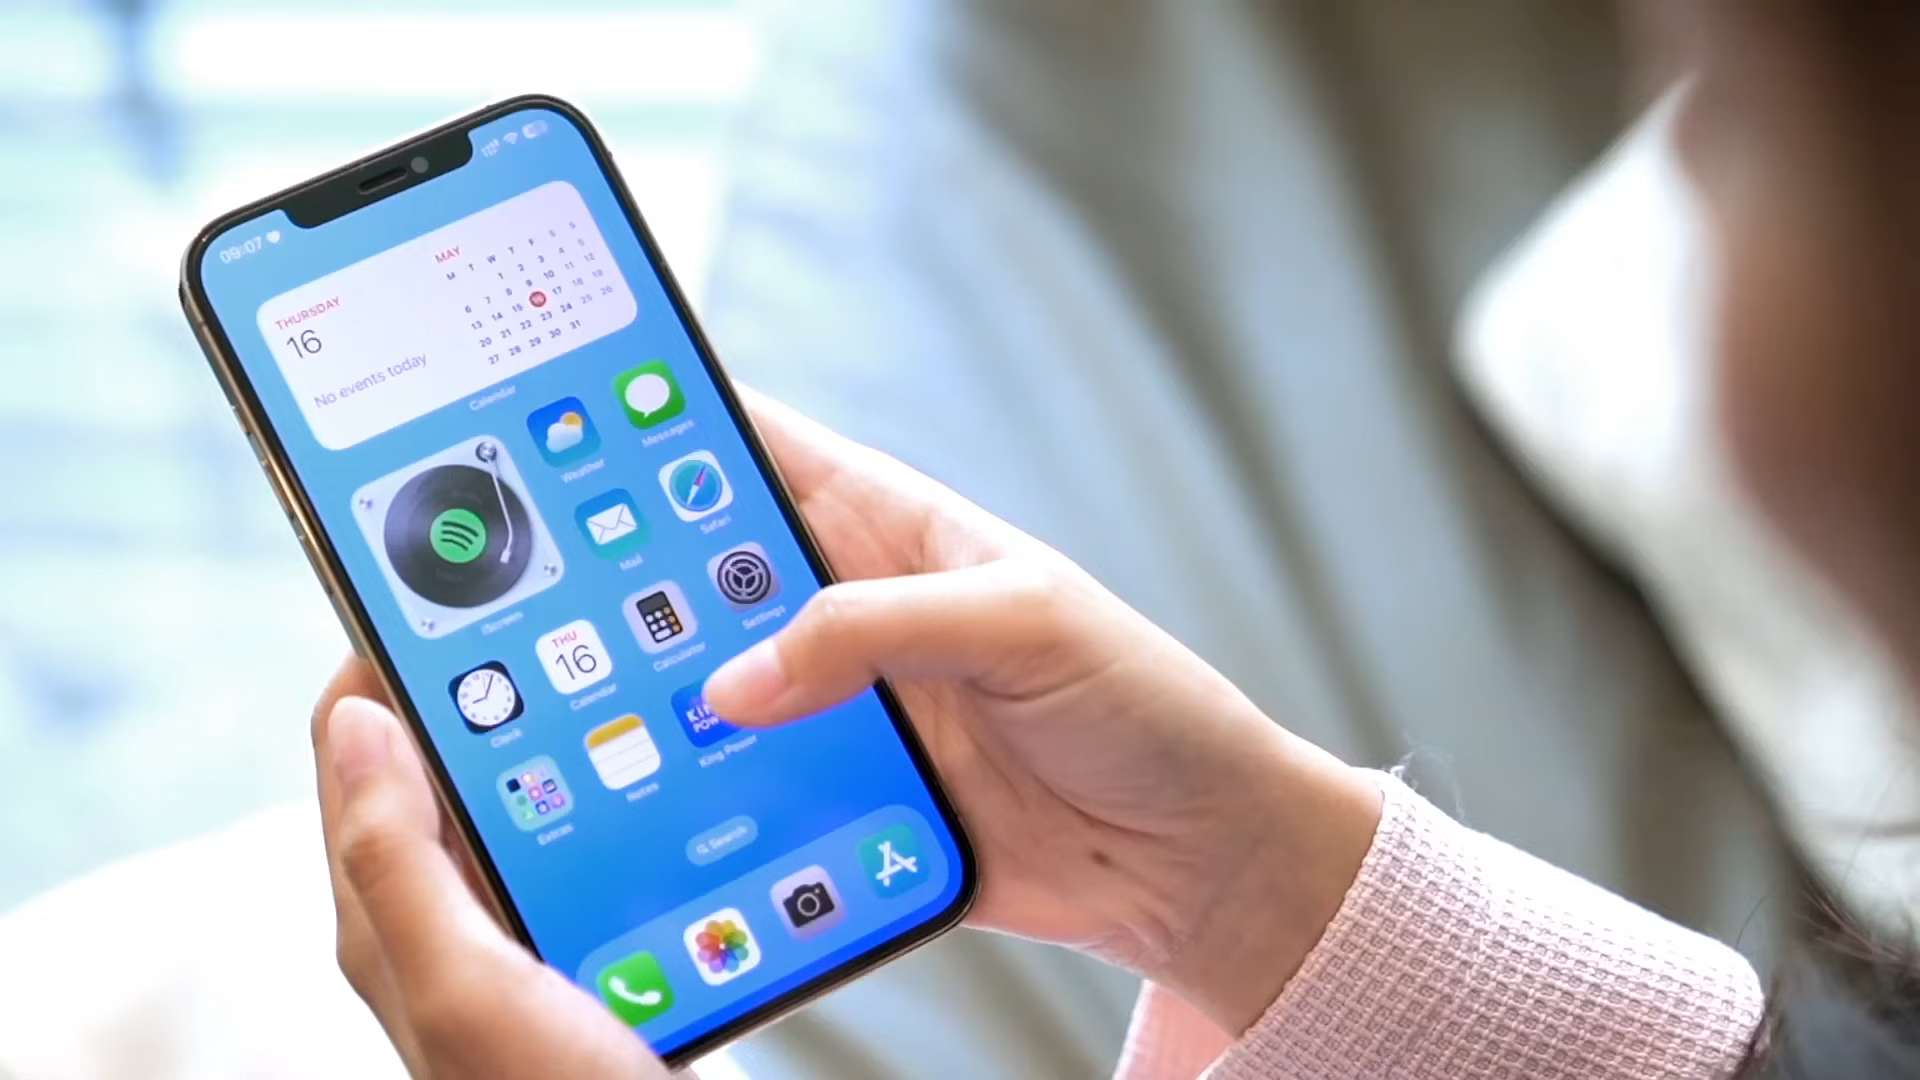 09:07
THURSDAY
16
No events today
MAY
M T W T F S S
1 2 3 4 5
6 7 8 9 10 11 12
13 14 15 16 17 18 19
20 21 22 23 24 25 26
27 28 29 30 31
Calendar
Weather
Messages
iScreen
Mail
Safari
Clock
THU
16
Calendar
Calculator
Settings
Extras
Notes
King Power
Search